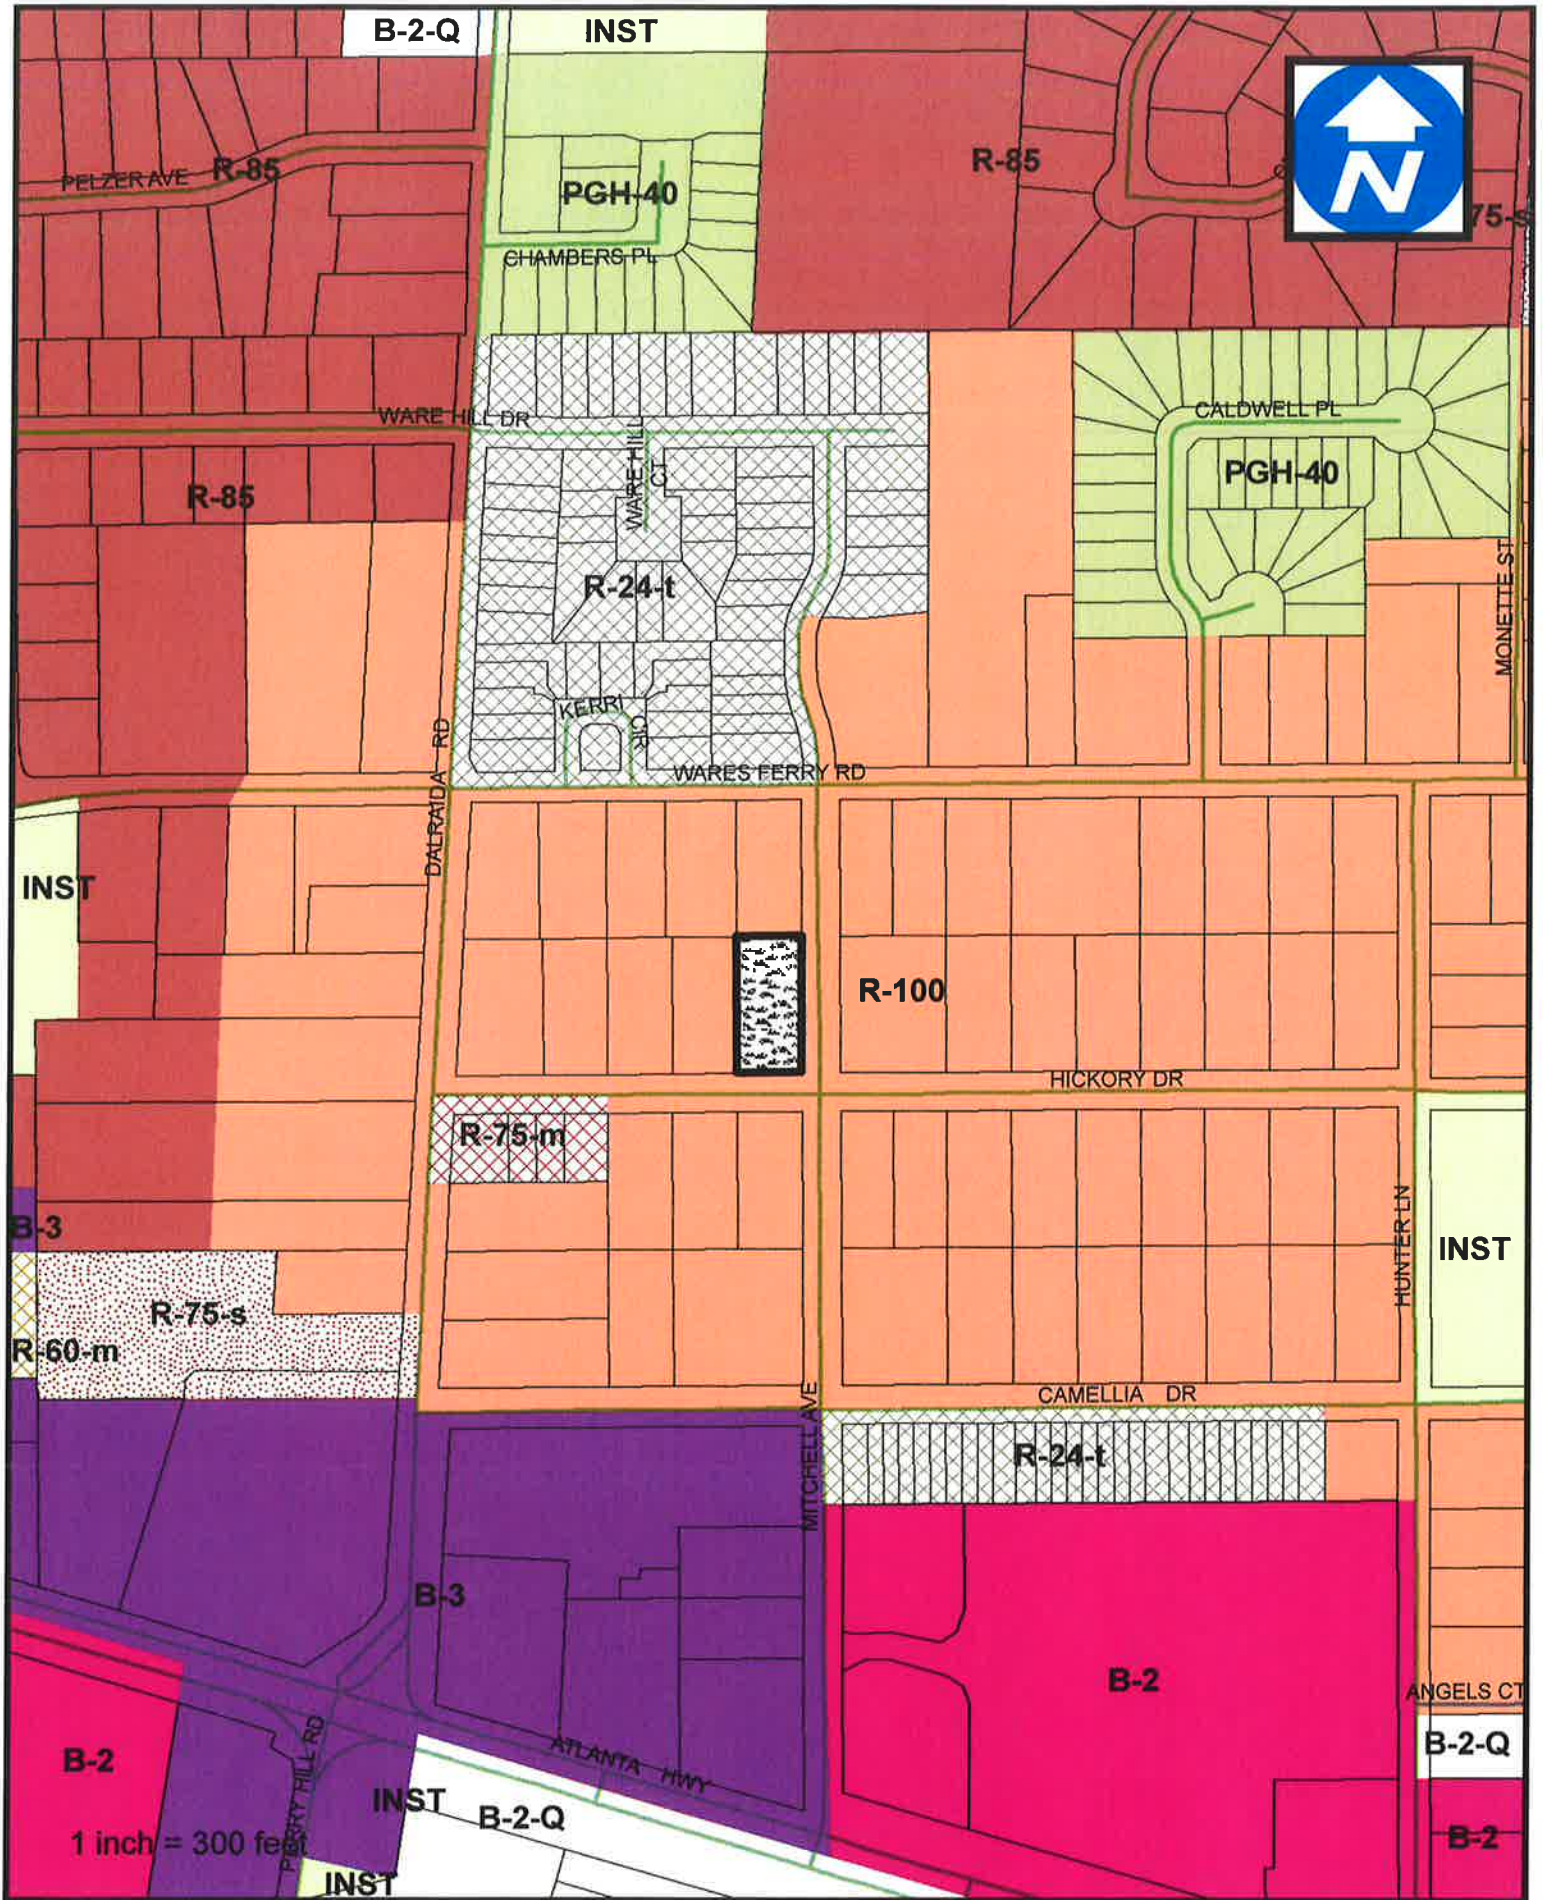 B-2-Q
INST
R-85
PELZER AVE
R-85
PGH-40
N
75-s
CHAMBERS PL
WARE HILL DR
CALDWELL PL
WARE HILL
CT
PGH-40
R-85
R-24-t
MONETTE ST
KERRI
CIR
DALRAIDA RD
WARES FERRY RD
INST
R-100
HICKORY DR
R-75-m
HUNTER LN
B-3
INST
R-75-s
R-60-m
MITCHELL AVE
CAMELLIA DR
R-24-t
B-3
B-2
ANGELS CT
B-2-Q
B-2
PERRY HILL RD
ATLANTA HWY
INST
B-2-Q
B-2
1 inch = 300 feet
INST